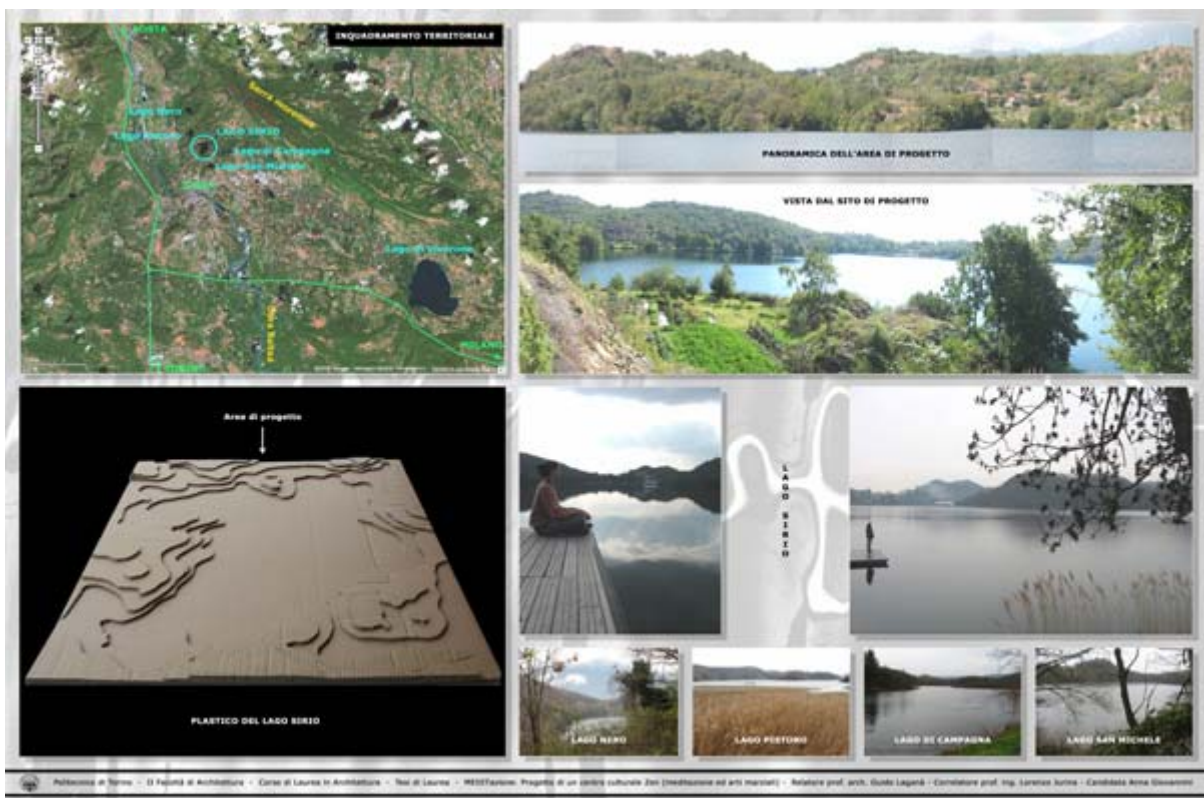 INQUADRAMENTO TERRITORIALE
AOSTA
Serra morenica
Lago Nero
LAGO SIRIO
Lago di Campagna
Lago San Michele
Lago di Viverone
Dora Baltea
MILANO
PANORAMICA DELL'AREA DI PROGETTO
VISTA DAL SITO DI PROGETTO
Area di progetto
PLASTICO DEL LAGO SIRIO
LAGO SIRIO
LAGO NERO
LAGO PISTONO
LAGO DI CAMPAGNA
LAGO SAN MICHELE
Politecnico di Torino - II Facoltà di Architettura - Corso di Laurea in Architettura - Tesi di Laurea - MEDITazione: Progetto di un centro culturale Zen (meditazione ed arti marziali) - Relatore prof. arch. Guido Laganà - Correlatore prof. ing. Lorenzo Jurina - Candidata Anna Giovannini